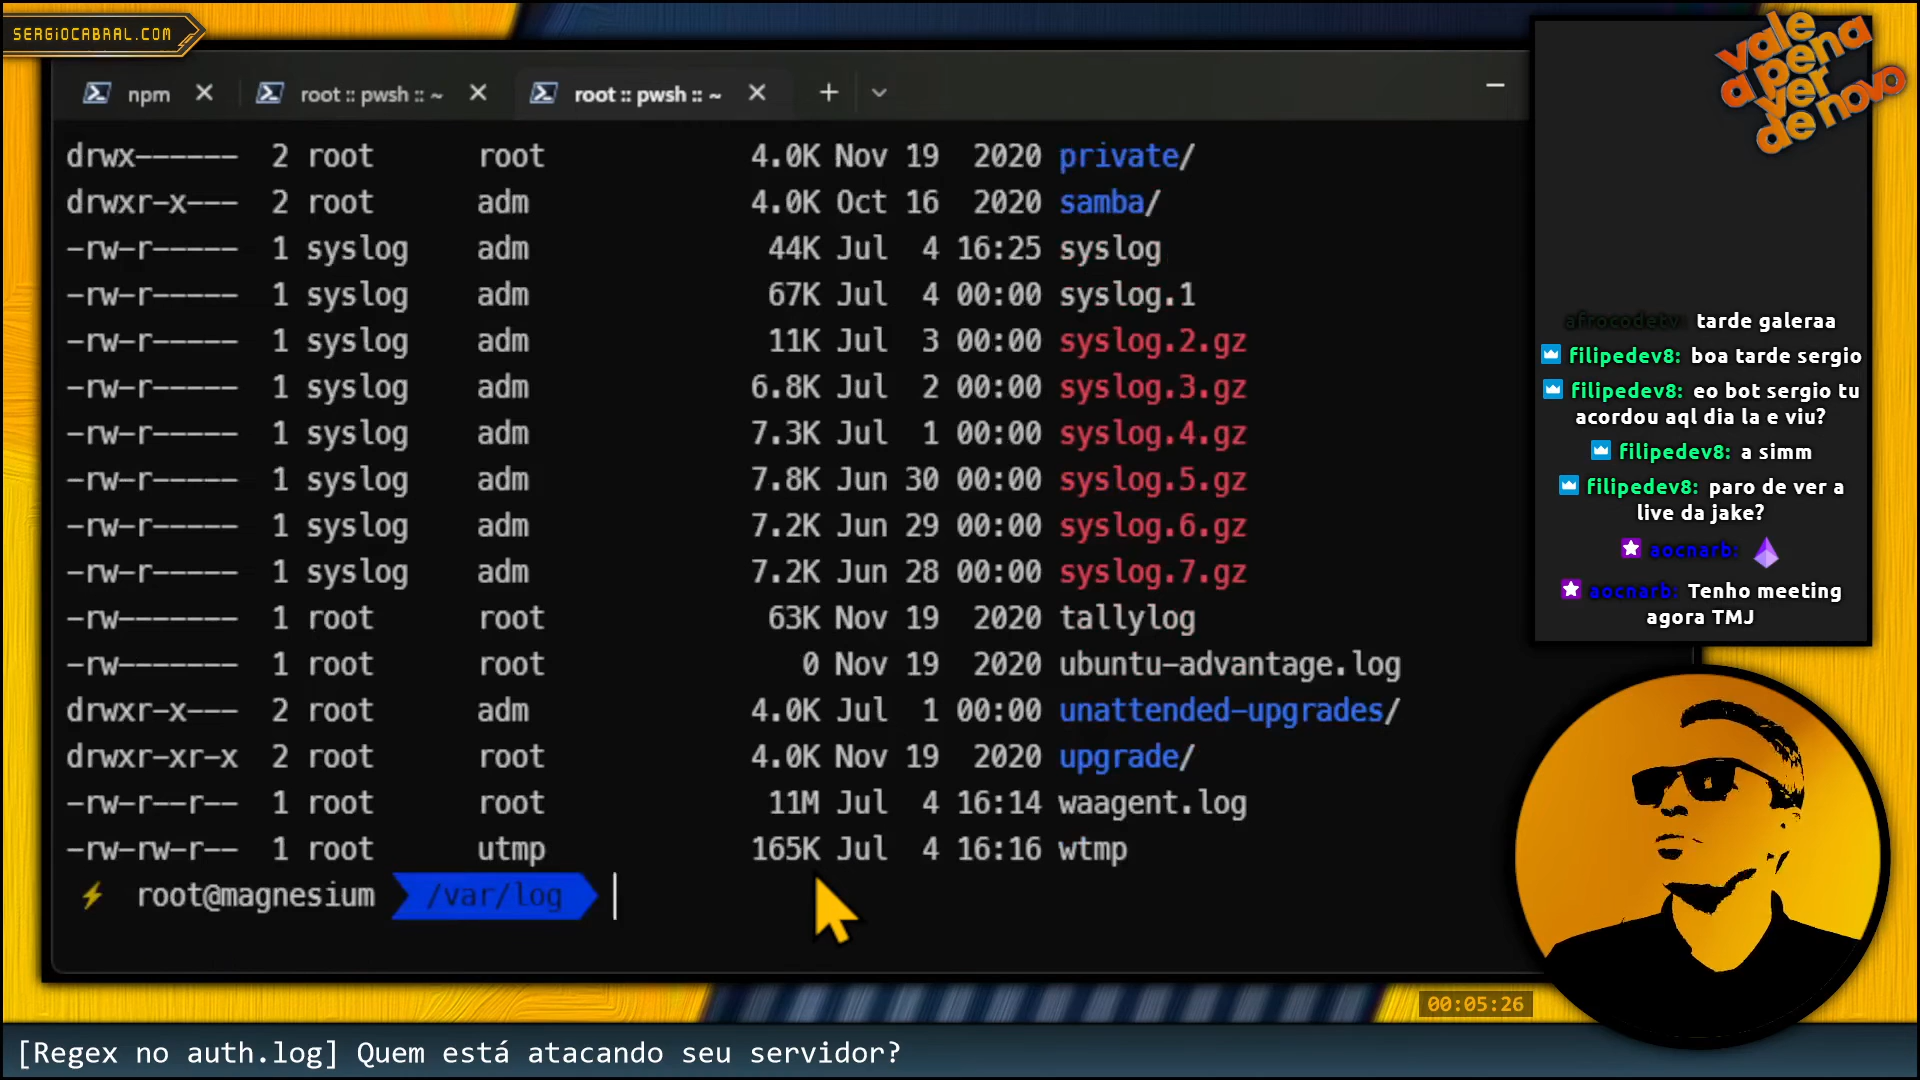 SERGIOCABRAL.COM
npm
root :: pwsh :: ~
root :: pwsh :: ~
drwx------ 2 root root 4.0K Nov 19 2020 private/
drwxr-x--- 2 root adm 4.0K Oct 16 2020 samba/
-rw-r----- 1 syslog adm 44K Jul 4 16:25 syslog
-rw-r----- 1 syslog adm 67K Jul 4 00:00 syslog.1
-rw-r----- 1 syslog adm 11K Jul 3 00:00 syslog.2.gz
-rw-r----- 1 syslog adm 6.8K Jul 2 00:00 syslog.3.gz
-rw-r----- 1 syslog adm 7.3K Jul 1 00:00 syslog.4.gz
-rw-r----- 1 syslog adm 7.8K Jun 30 00:00 syslog.5.gz
-rw-r----- 1 syslog adm 7.2K Jun 29 00:00 syslog.6.gz
-rw-r----- 1 syslog adm 7.2K Jun 28 00:00 syslog.7.gz
-rw------- 1 root root 63K Nov 19 2020 tallylog
-rw------- 1 root root 0 Nov 19 2020 ubuntu-advantage.log
drwxr-x--- 2 root adm 4.0K Jul 1 00:00 unattended-upgrades/
drwxr-xr-x 2 root root 4.0K Nov 19 2020 upgrade/
-rw-r--r-- 1 root root 11M Jul 4 16:14 waagent.log
-rw-rw-r-- 1 root utmp 165K Jul 4 16:16 wtmp
root@magnesium /var/log
vale
a pena
ver
de novo
afrocodetv: tarde galeraa
filipedev8: boa tarde sergio
filipedev8: eo bot sergio tu
acordou aql dia la e viu?
filipedev8: a simm
filipedev8: paro de ver a
live da jake?
aocnarb:
aocnarb: Tenho meeting
agora TMJ
00:05:26
[Regex no auth.log] Quem está atacando seu servidor?